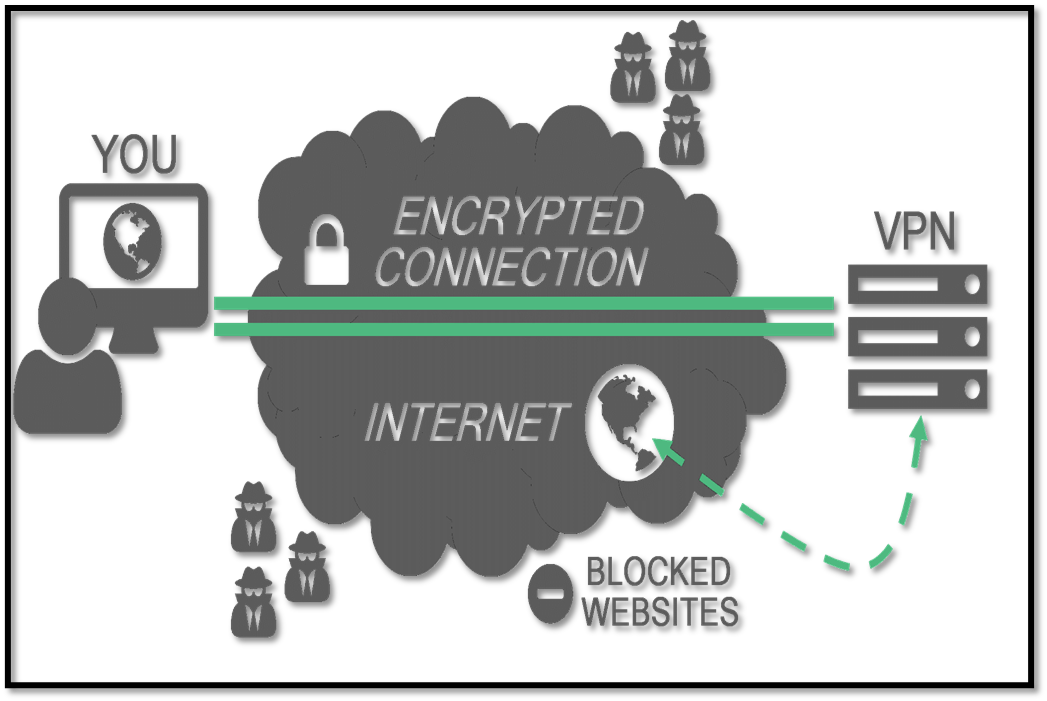 YOU
ENCRYPTED
CONNECTION
VPN
INTERNET
BLOCKED
WEBSITES